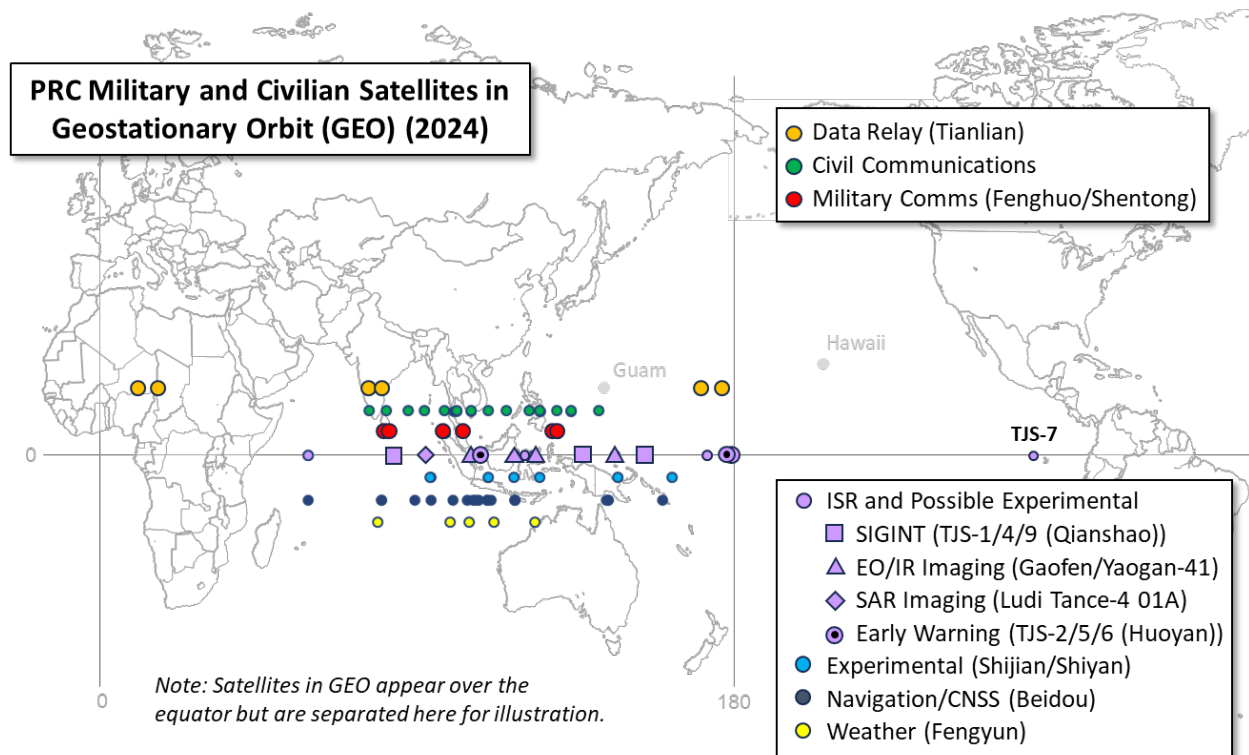 PRC Military and Civilian Satellites in
Geostationary Orbit (GEO) (2024)
Data Relay (Tianlian)
Civil Communications
Military Comms (Fenghuo/Shentong)
Hawaii
Guam
TJS-7
0
ISR and Possible Experimental
SIGINT (TJS-1/4/9 (Qianshao))
EO/IR Imaging (Gaofen/Yaogan-41)
SAR Imaging (Ludi Tance-4 01A)
Early Warning (TJS-2/5/6 (Huoyan))
Experimental (Shijian/Shiyan)
Navigation/CNSS (Beidou)
Weather (Fengyun)
Note: Satellites in GEO appear over the
equator but are separated here for illustration.
0
180